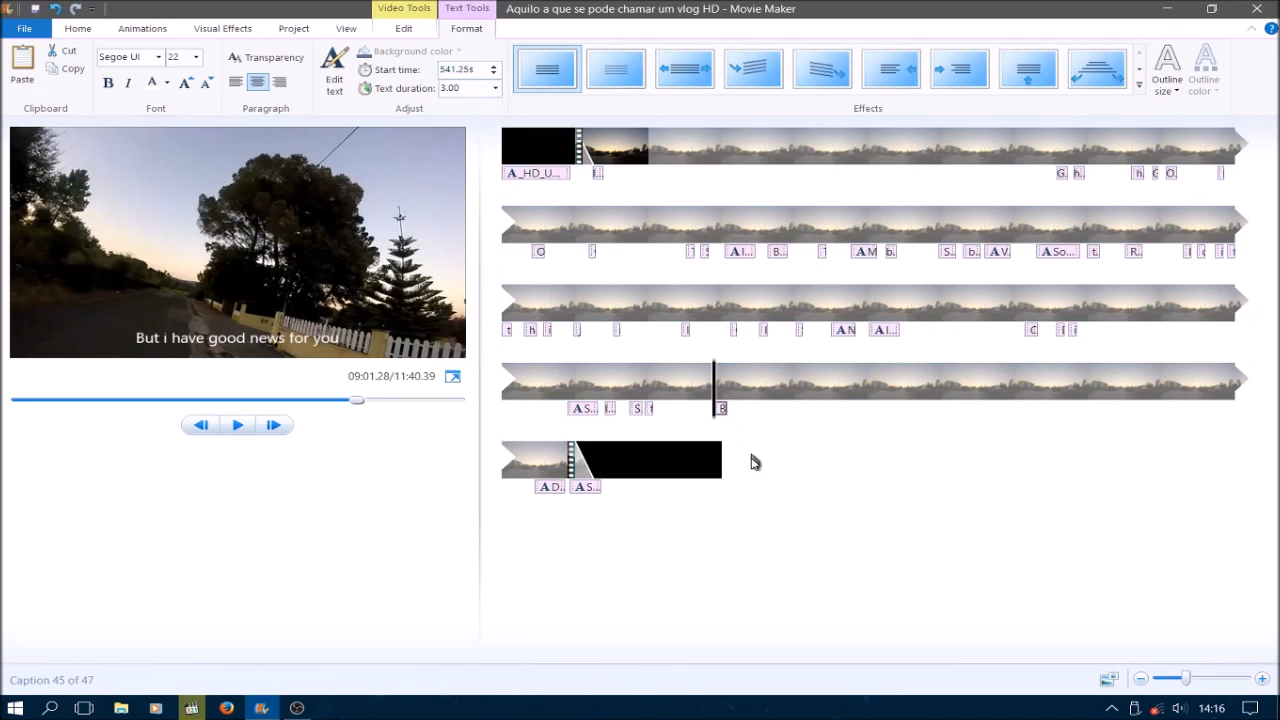 Video Tools
Text Tools
Aquilo a que se pode chamar um vlog HD - Movie Maker
File
Home
Animations
Visual Effects
Project
View
Edit
Format
Paste
Cut
Copy
Clipboard
Segoe UI
22
B I A A A
Font
Transparency
Paragraph
Edit text
Background color
Start time: 541.25s
Text duration: 3.00
Adjust
Effects
Outline size
Outline color
But i have good news for you
09:01.28/11:40.39
A _HD_U...
G.
h.
O.
O
A I...
B...
A M
b.
S.
b.
A V.
A So...
t.
R.
t
h
i
A N
A I...
C
A S...
S
B
A D.
A S...
Caption 45 of 47
14:16